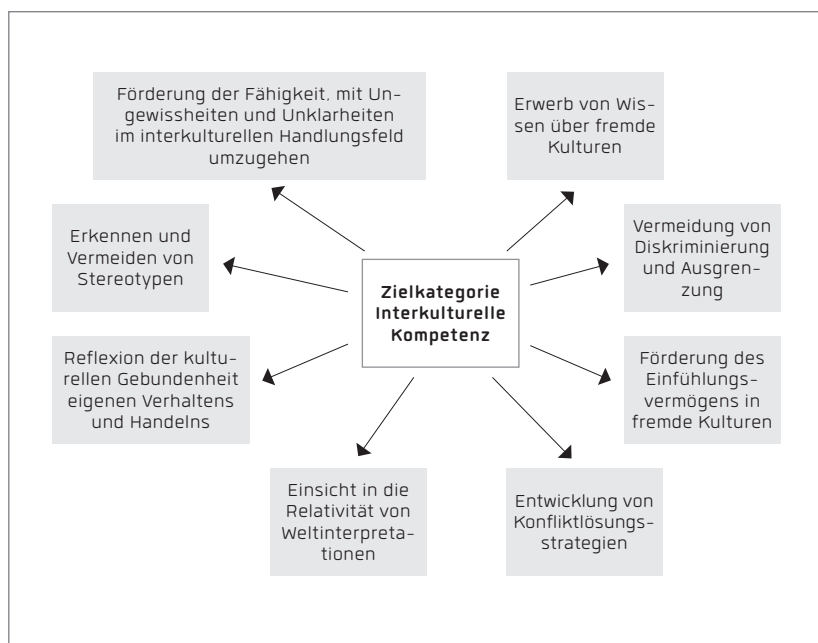 Förderung der Fähigkeit, mit Un-
gewissheiten und Unklarheiten
im interkulturellen Handlungsfeld
umzugehen
Erwerb von Wis-
sen über fremde
Kulturen
Erkennen und
Vermeiden von
Stereotypen
Vermeidung von
Diskriminierung
und Ausgren-
zung
Zielkategorie
Interkulturelle
Kompetenz
Reflexion der kultu-
rellen Gebundenheit
eigenen Verhaltens
und Handelns
Förderung des
Einfühlungs-
vermögens in
fremde Kulturen
Einsicht in die
Relativität von
Weltinterpreta-
tionen
Entwicklung von
Konfliktlösungs-
strategien